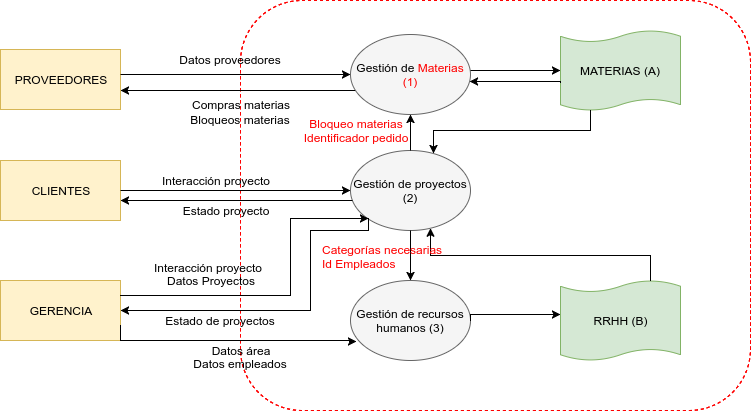 Datos proveedores
PROVEEDORES
Gestión de Materias
(1)
MATERIAS (A)
Compras materias
Bloqueos materias
Bloqueo materias
Identificador pedido
CLIENTES
Interacción proyecto
Gestión de proyectos
(2)
Estado proyecto
Categorías necesarias
Id Empleados
Interacción proyecto
Datos Proyectos
GERENCIA
Estado de proyectos
Gestión de recursos
humanos (3)
RRHH (B)
Datos área
Datos empleados